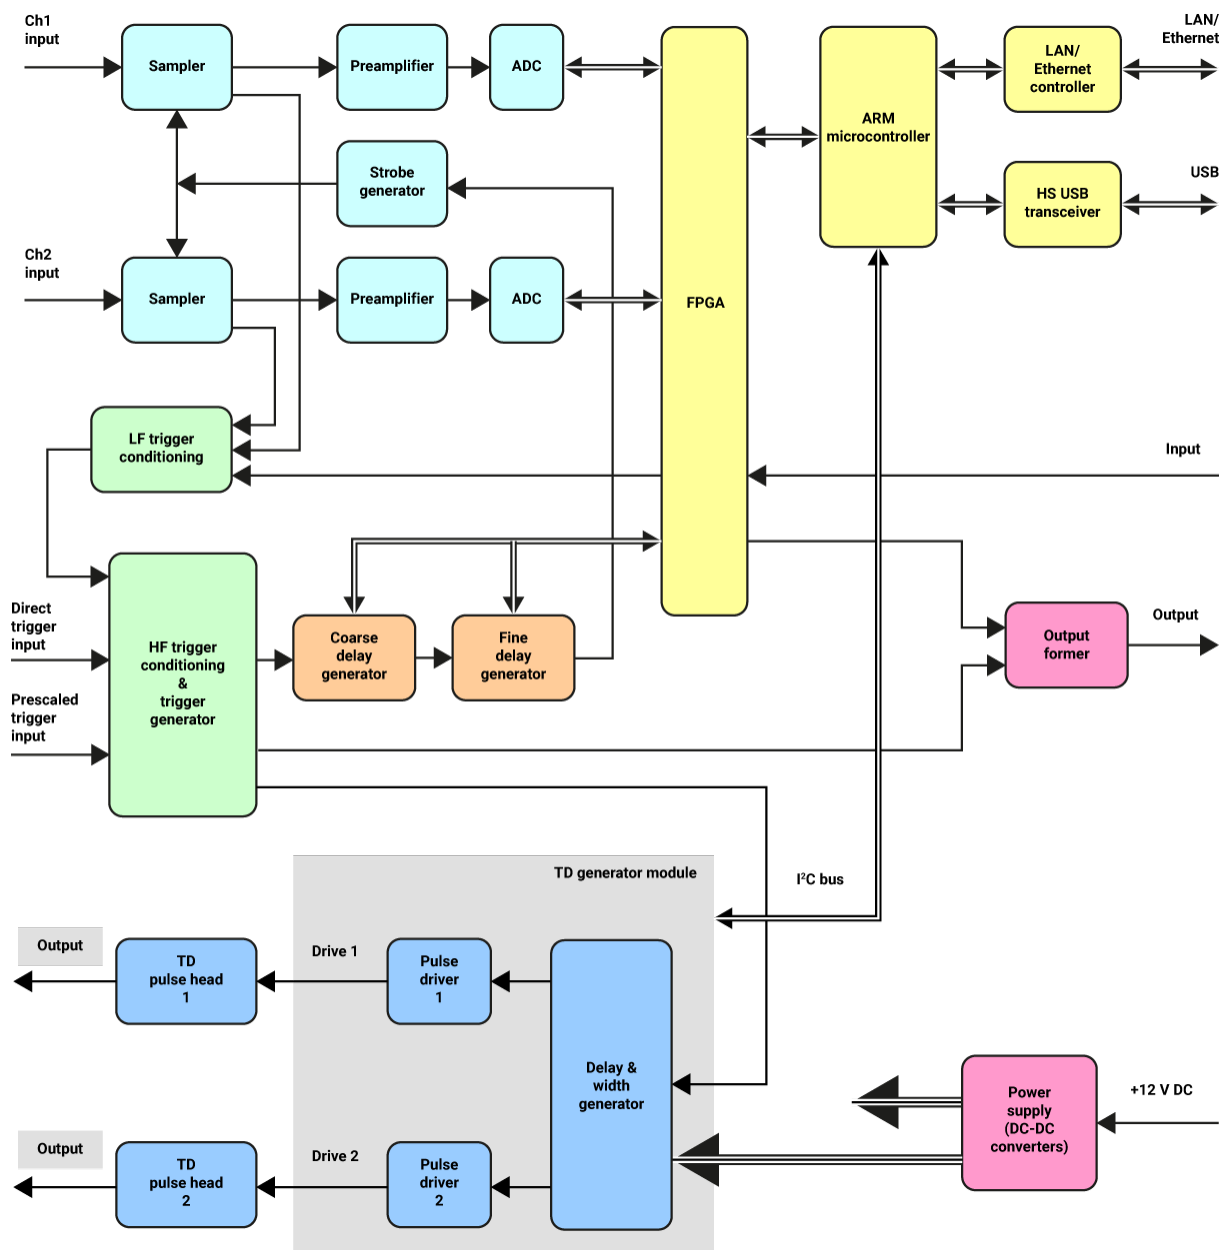 Ch1
input
Sampler
Preamplifier
ADC
LAN/
Ethernet
controller
LAN/
Ethernet
ARM
microcontroller
Strobe
generator
HS USB
transceiver
USB
Ch2
input
Sampler
Preamplifier
ADC
FPGA
LF trigger
conditioning
Input
Direct
trigger
input
HF trigger
conditioning
&
trigger
generator
Coarse
delay
generator
Fine
delay
generator
Output
former
Output
Prescaled
trigger
input
TD generator module
I²C bus
Output
TD
pulse head
1
Drive 1
Pulse
driver
1
Delay &
width
generator
Power
supply
(DC-DC
converters)
+12 V DC
Output
TD
pulse head
2
Drive 2
Pulse
driver
2